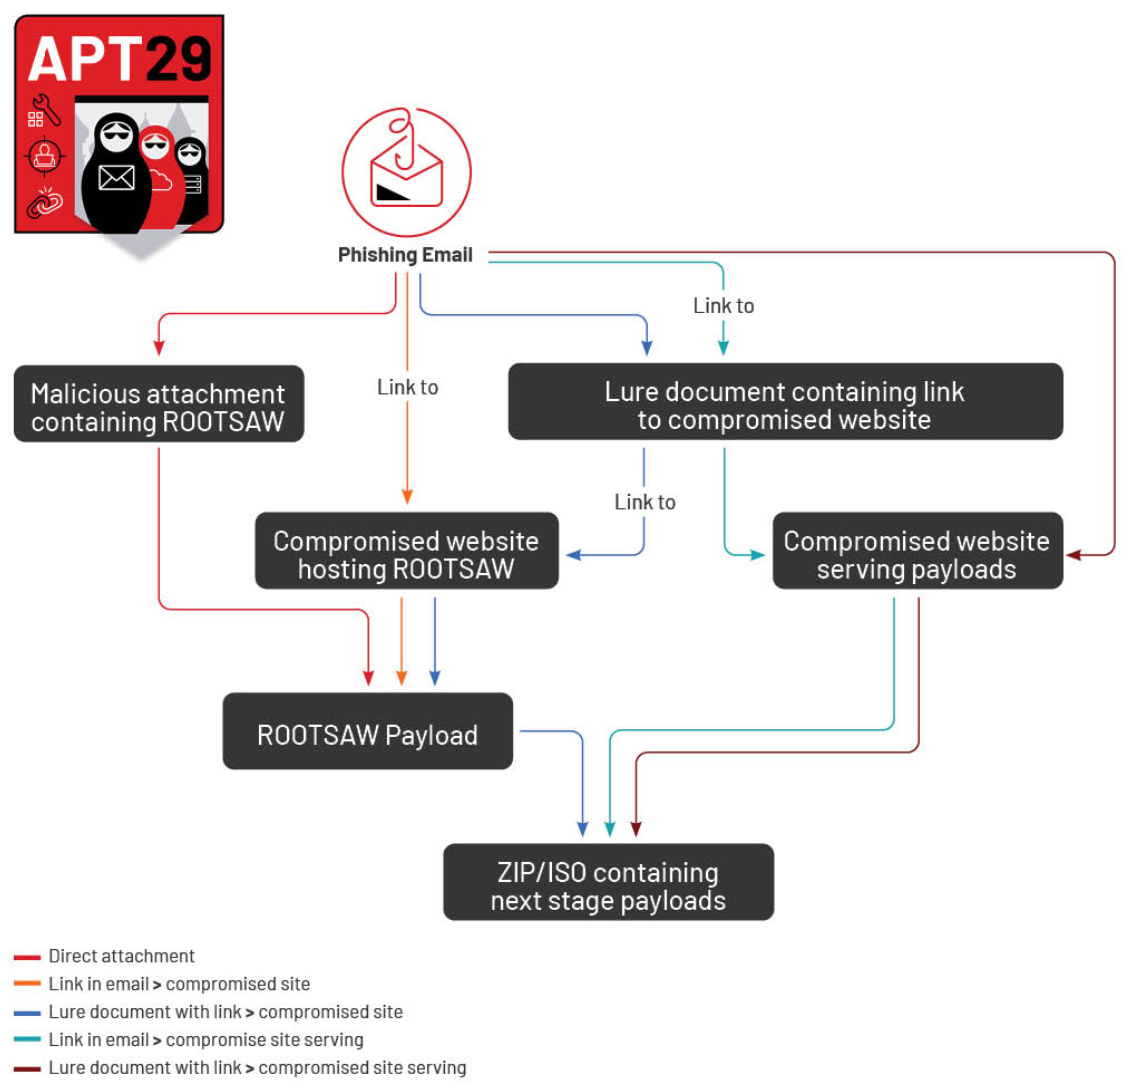 APT29
Phishing Email
Link to
Link to
Malicious attachment
containing ROOTSAW
Lure document containing link
to compromised website
Link to
Compromised website
hosting ROOTSAW
Compromised website
serving payloads
ROOTSAW Payload
ZIP/ISO containing
next stage payloads
Direct attachment
Link in email > compromised site
Lure document with link > compromised site
Link in email > compromise site serving
Lure document with link > compromised site serving